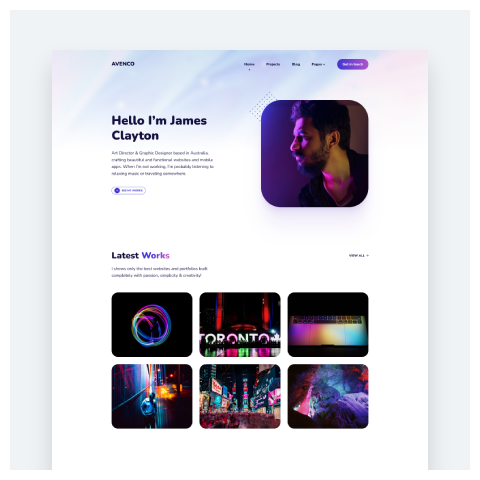 AVENCO
Home Projects Blog Pages Get in touch
Hello I'm James
Clayton
Art Director & Graphic Designer based in Australia,
crafting beautiful and functional websites and mobile
apps. When I'm not working, I'm probably listening to
relaxing music or traveling somewhere.
Latest Works
VIEW ALL
I shows only the best websites and portfolios built
completely with passion, simplicity & creativity!
TORONTO